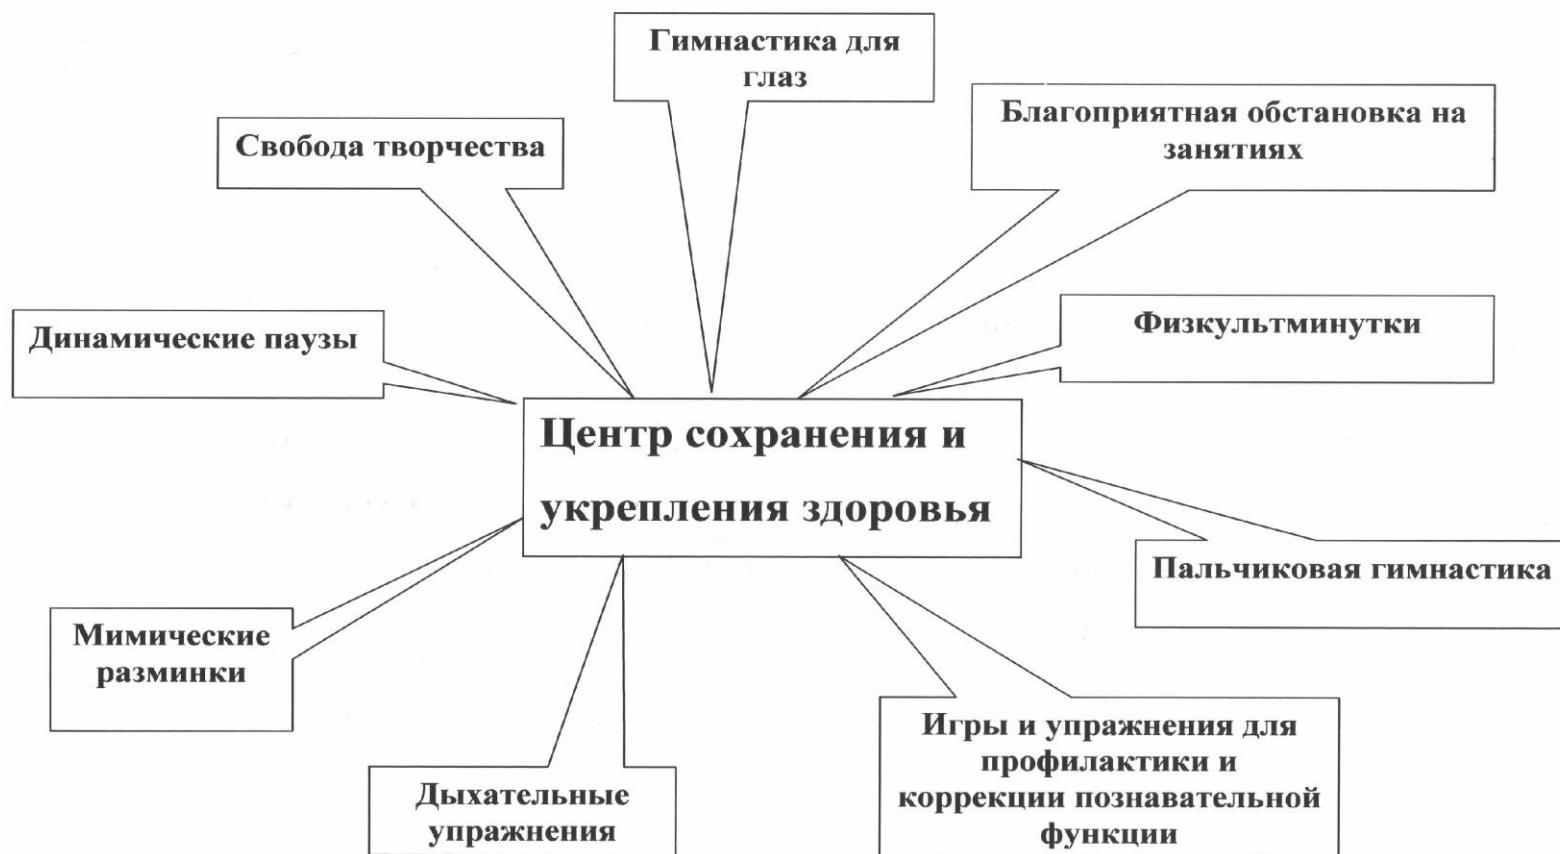 Гимнастика для
глаз
Свобода творчества
Благоприятная обстановка на
занятиях
Динамические паузы
Физкультминутки
Центр сохранения и
укрепления здоровья
Пальчиковая гимнастика
Мимические
разминки
Дыхательные
упражнения
Игры и упражнения для
профилактики и
коррекции познавательной
функции